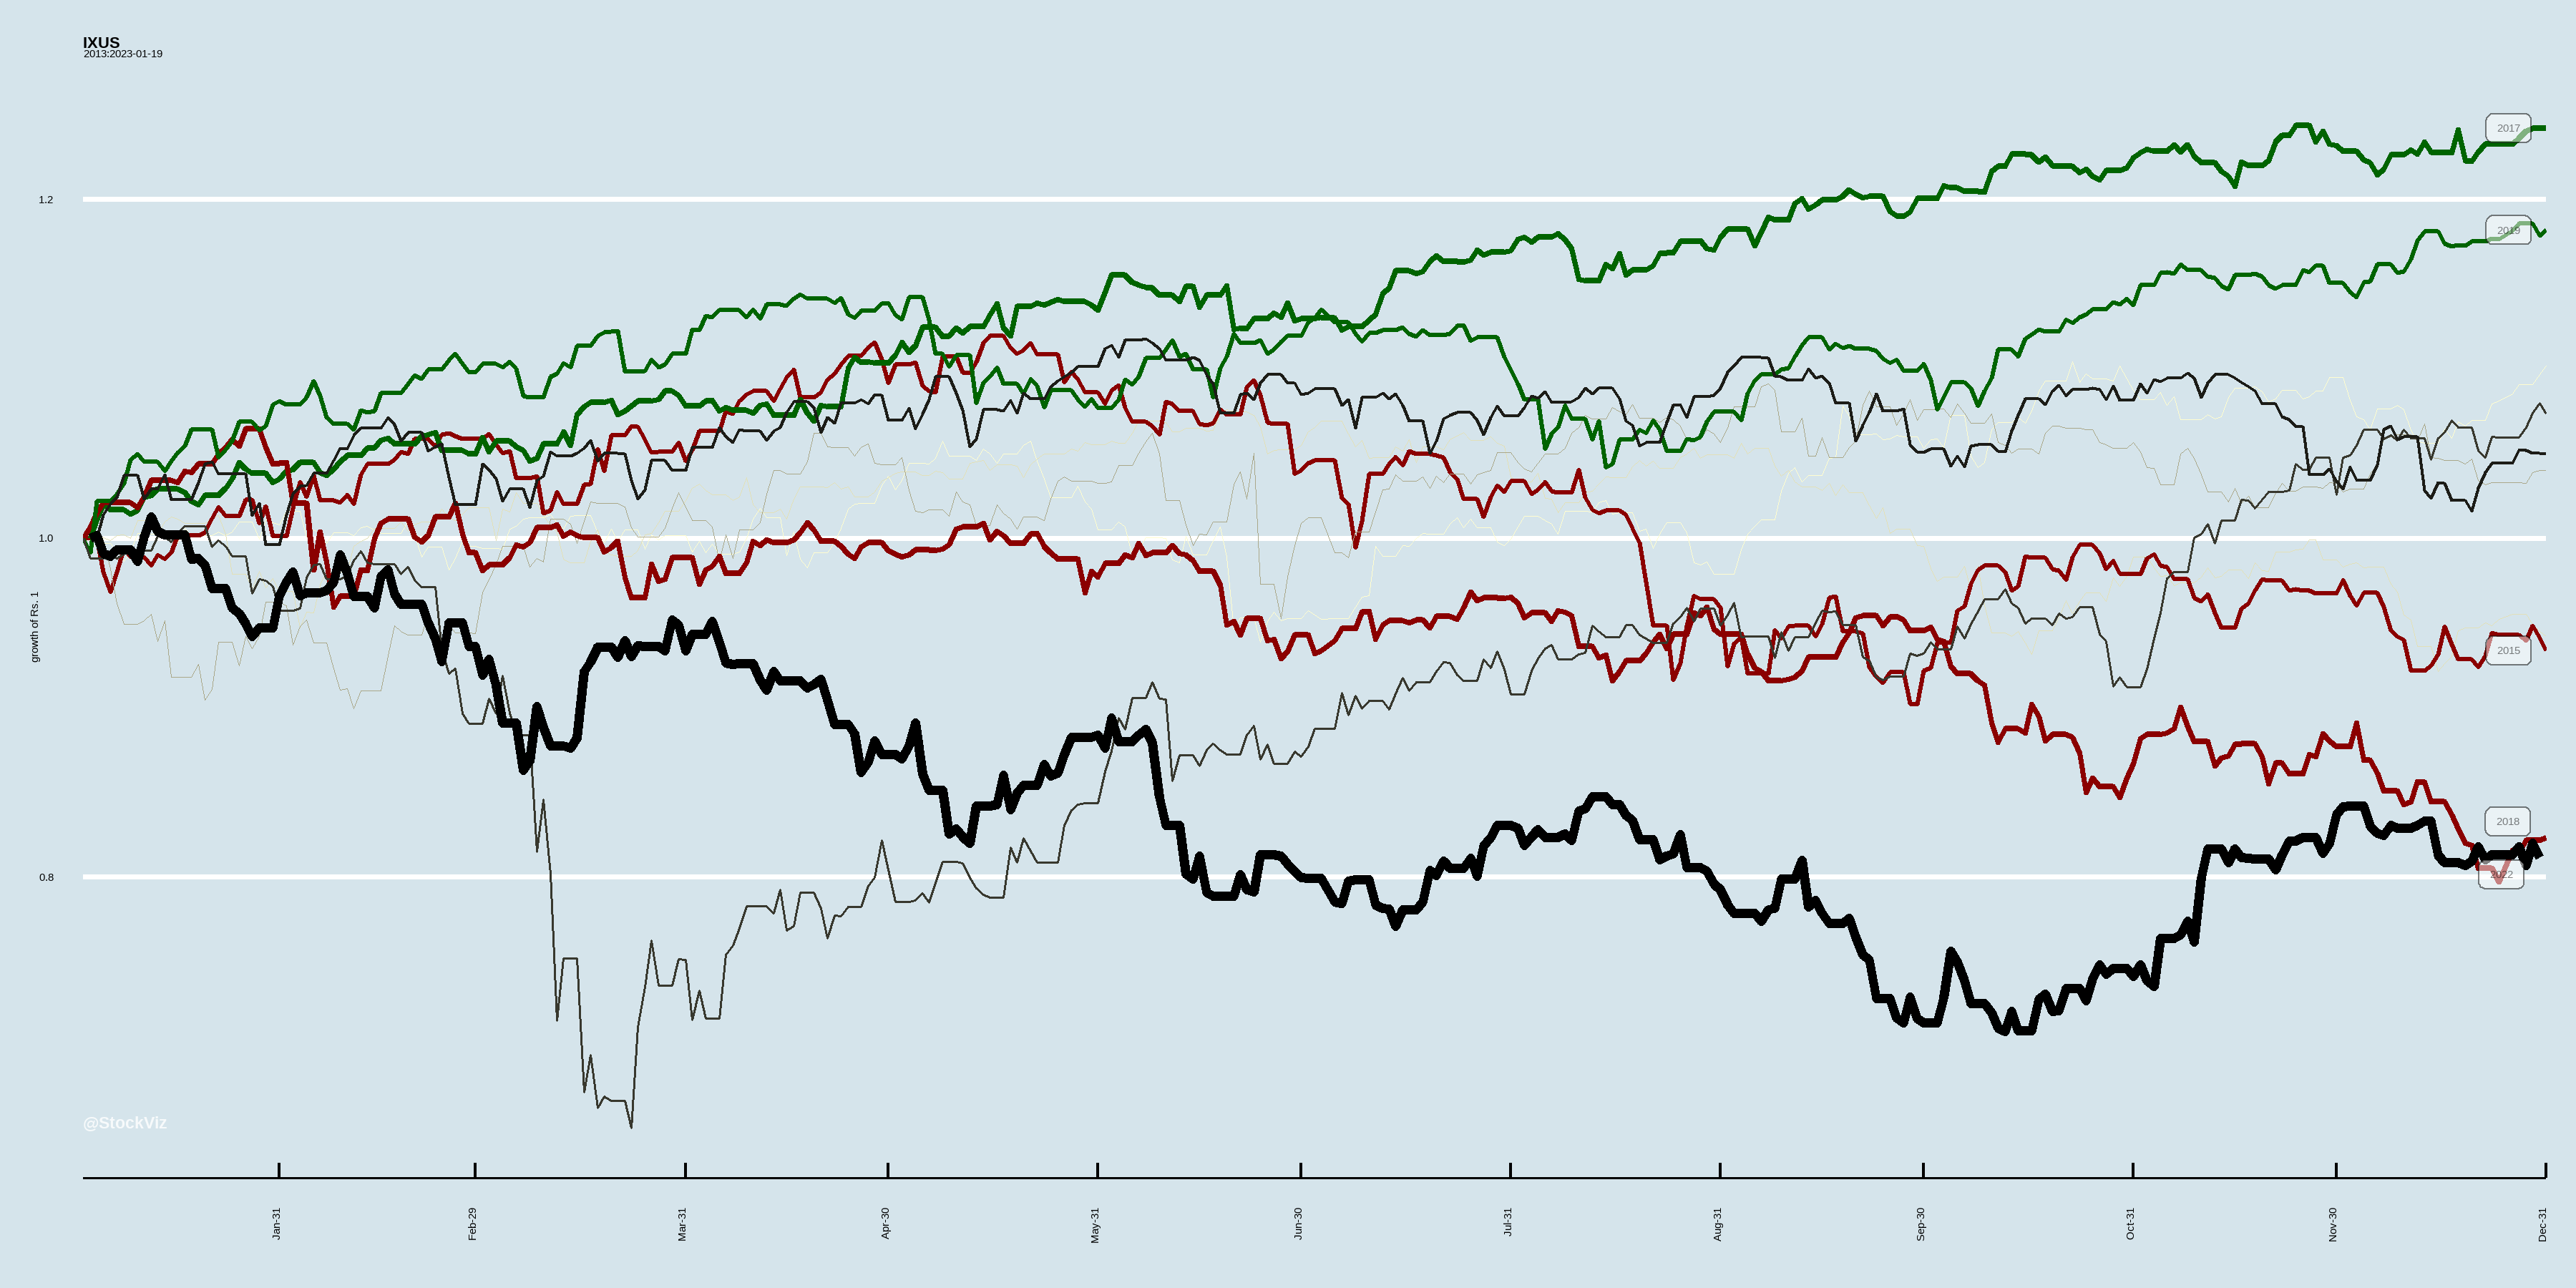 IXUS
2013:2023-01-19
2017
1.2
2019
1.0
growth of Rs. 1
2015
2018
0.8
2022
@StockViz
Jan-31
Feb-29
Mar-31
Apr-30
May-31
Jun-30
Jul-31
Aug-31
Sep-30
Oct-31
Nov-30
Dec-31